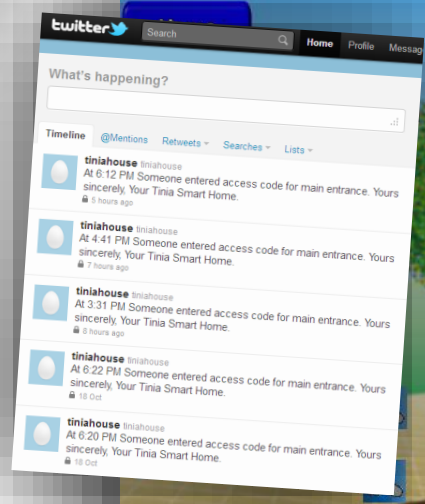 twitter
Search
Home Profile
What's happening?
Timeline @Mentions Retweets Searches Lists
tiniahouse tiniahouse
At 6:12 PM Someone entered access code for main entrance. Yours
sincerely, Your Tinia Smart Home.
5 hours ago
tiniahouse tiniahouse
At 4:41 PM Someone entered access code for main entrance. Yours
sincerely, Your Tinia Smart Home.
7 hours ago
tiniahouse tiniahouse
At 3:31 PM Someone entered access code for main entrance. Yours
sincerely, Your Tinia Smart Home.
8 hours ago
tiniahouse tiniahouse
At 6:22 PM Someone entered access code for main entrance. Yours
sincerely, Your Tinia Smart Home.
18 Oct
tiniahouse tiniahouse
At 6:20 PM Someone entered access code for main entrance. Yours
sincerely, Your Tinia Smart Home.
18 Oct